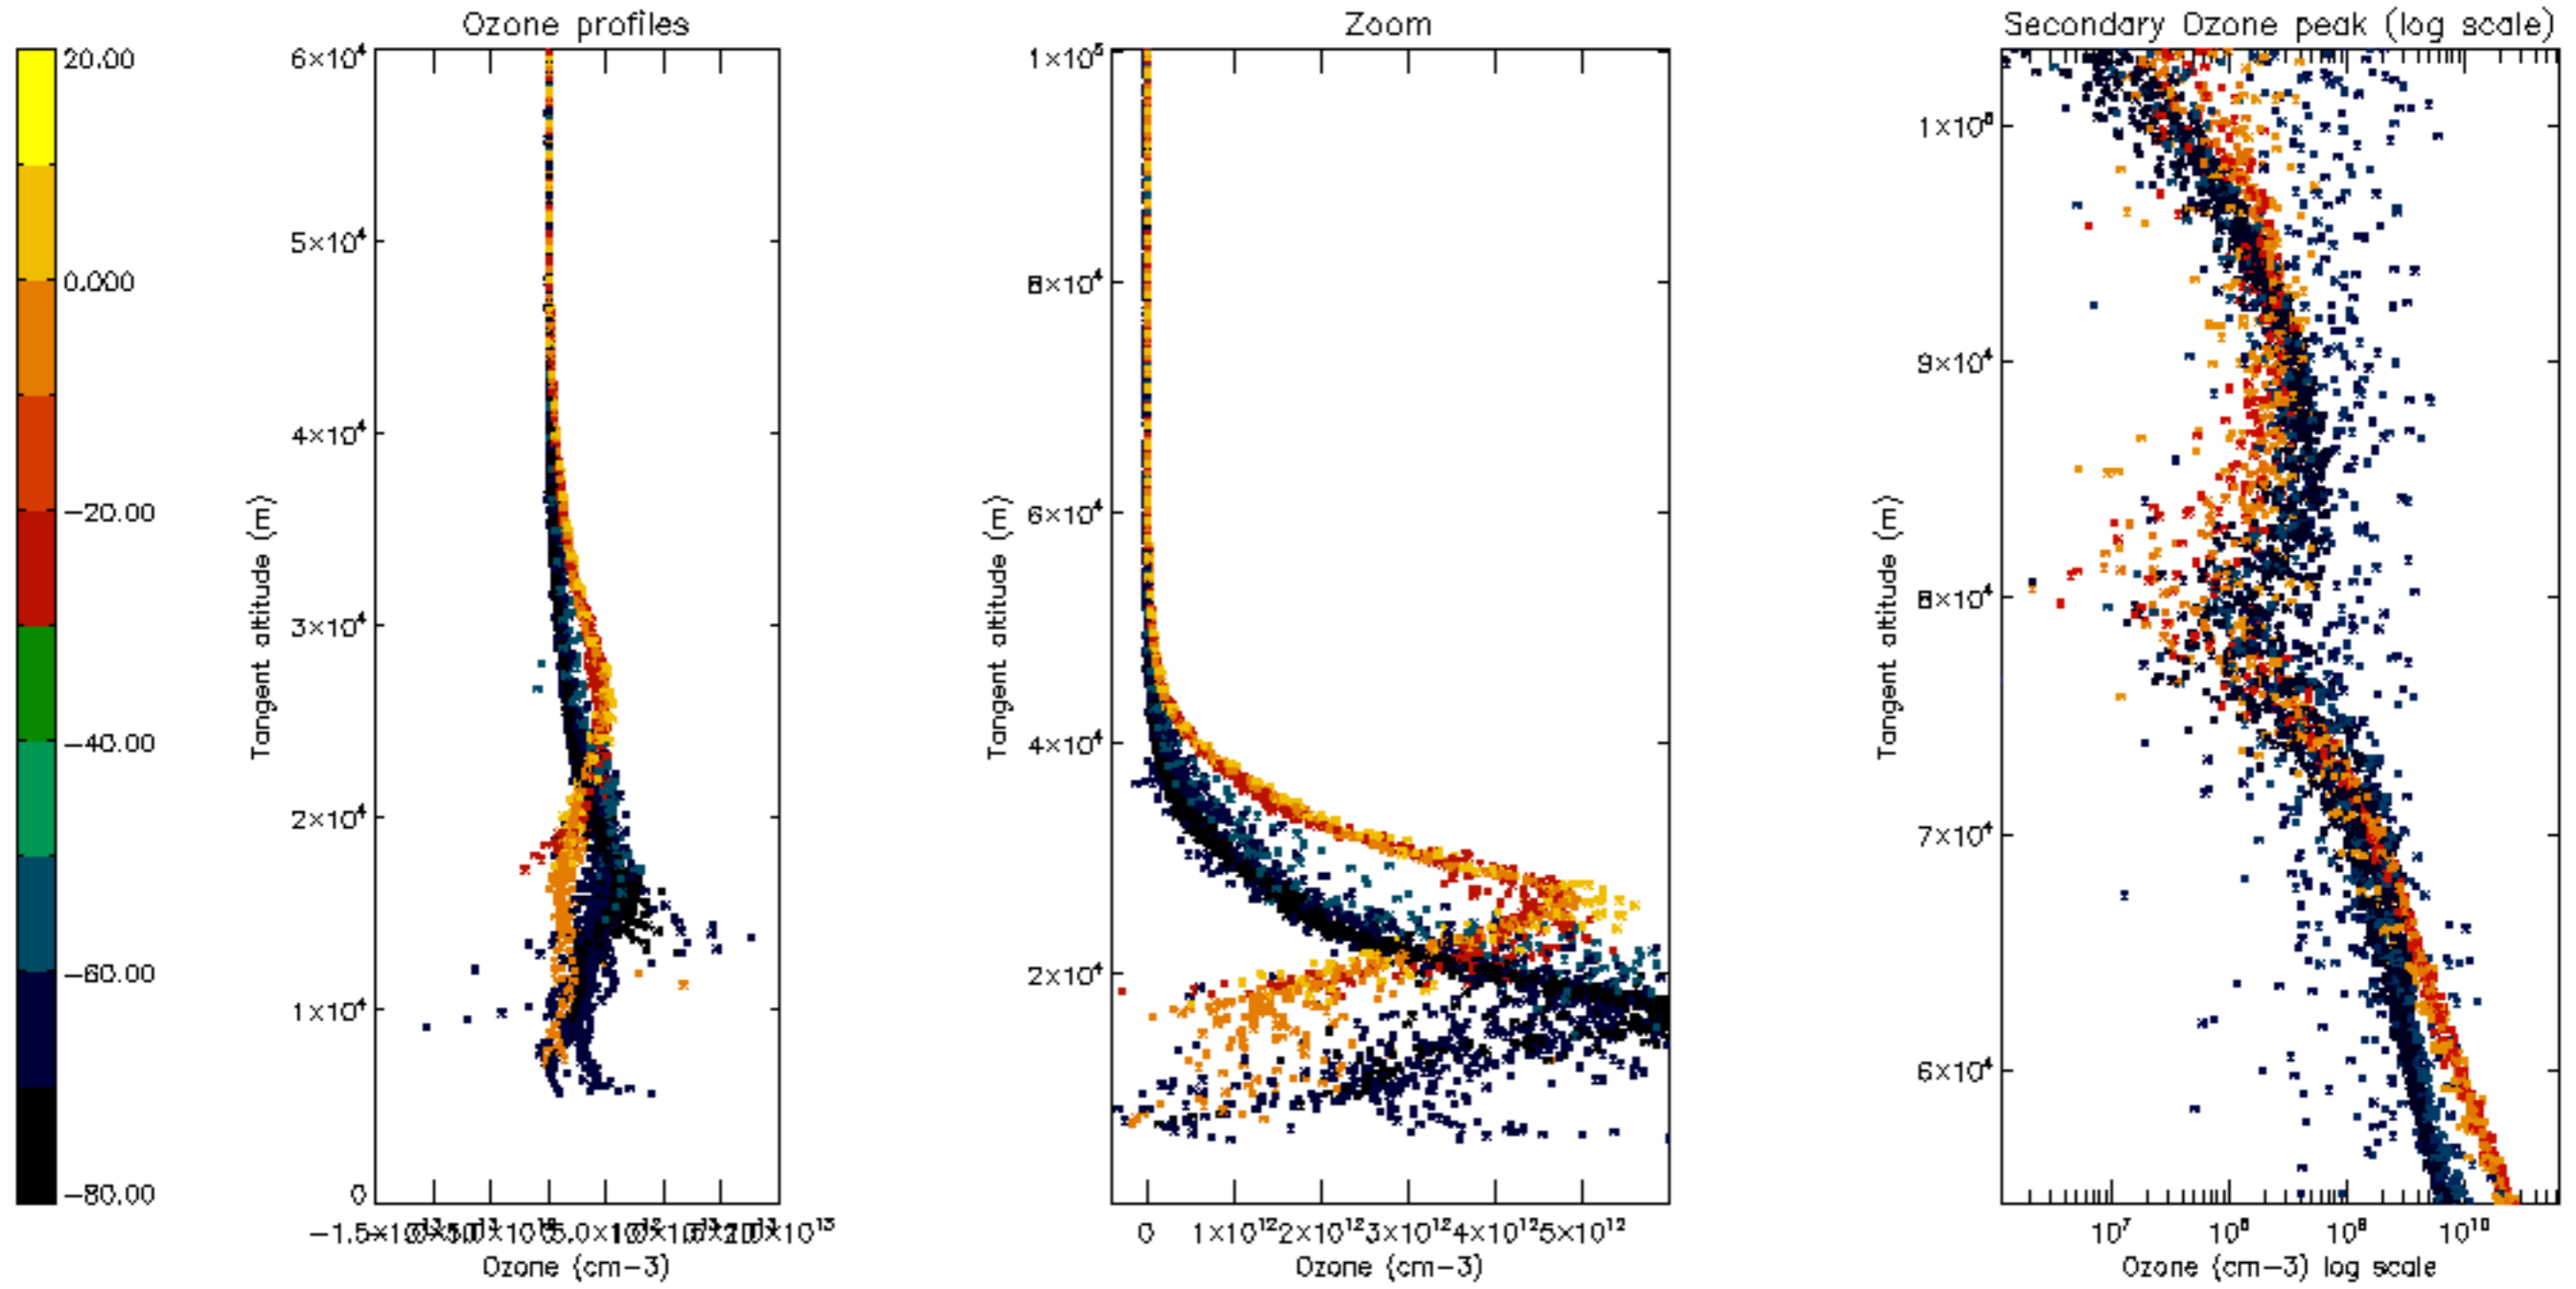 Ozone profiles
Zoom
Secondary Ozone peak (log scale)
20.00
0.000
−20.00
−40.00
−60.00
−80.00
Tangent altitude (m)
6×10⁴
5×10⁴
4×10⁴
3×10⁴
2×10⁴
1×10⁴
0
Ozone (cm−3)
Tangent altitude (m)
1×10⁵
8×10⁴
6×10⁴
4×10⁴
2×10⁴
0 1×10¹² 2×10¹² 3×10¹² 4×10¹² 5×10¹²
Ozone (cm−3)
Tangent altitude (m)
1×10⁵
9×10⁴
8×10⁴
7×10⁴
6×10⁴
10⁷ 10⁸ 10⁹ 10¹⁰
Ozone (cm−3) log scale